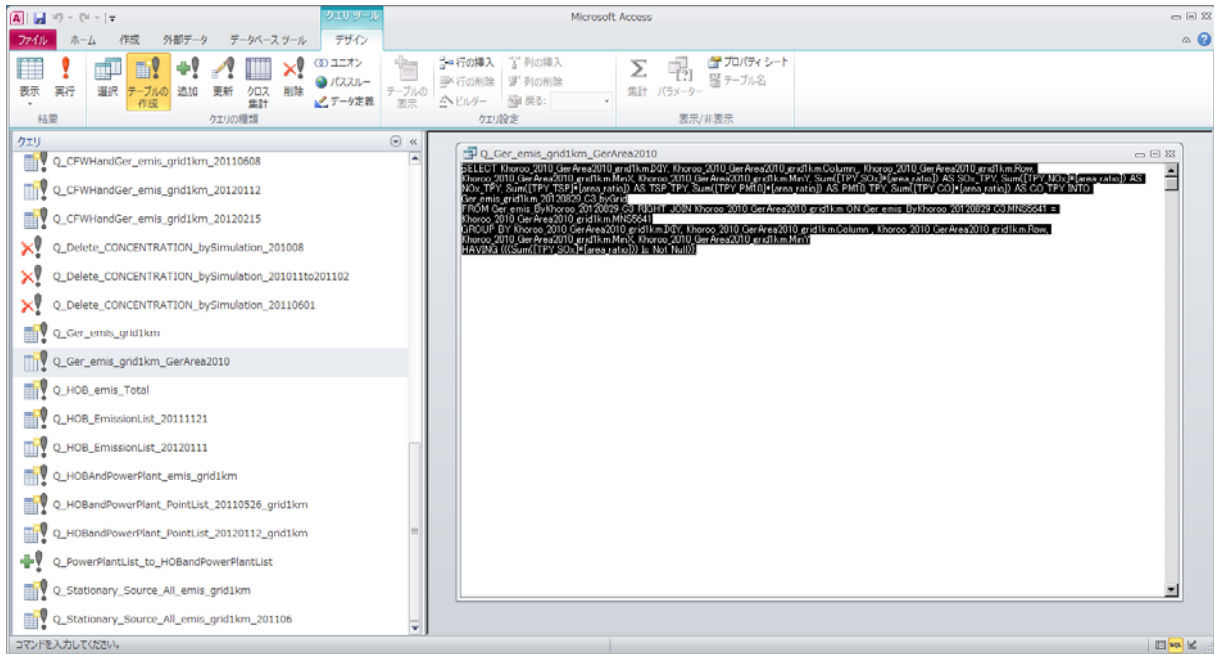 クエリ ツール
Microsoft Access
ファイル ホーム 作成 外部データ データベース ツール デザイン
表示 実行 選択 テーブルの作成 追加 更新 クロス集計 削除
ユニオン
パススルー
データ定義
テーブルの表示
行の挿入
行の削除
ビルダー
列の挿入
列の削除
戻る:
集計 パラメーター
プロパティ シート
テーブル名
結果 クエリの種類 クエリ設定 表示/非表示
クエリ
Q_CFWHandGer_emis_grid1km_20110608
Q_CFWHandGer_emis_grid1km_20120112
Q_CFWHandGer_emis_grid1km_20120215
Q_Delete_CONCENTRATION_bySimulation_201008
Q_Delete_CONCENTRATION_bySimulation_201011to201102
Q_Delete_CONCENTRATION_bySimulation_20110601
Q_Ger_emis_grid1km
Q_Ger_emis_grid1km_GerArea2010
Q_HOB_emis_Total
Q_HOB_EmissionList_20111121
Q_HOB_EmissionList_20120111
Q_HOBAndPowerPlant_emis_grid1km
Q_HOBandPowerPlant_PointList_20110526_grid1km
Q_HOBandPowerPlant_PointList_20120112_grid1km
Q_PowerPlantList_to_HOBandPowerPlantList
Q_Stationary_Source_All_emis_grid1km
Q_Stationary_Source_All_emis_grid1km_201106
Q_Ger_emis_grid1km_GerArea2010
SELECT Khoroo_2010_GerArea2010_grid1km.IXIY, Khoroo_2010_GerArea2010_grid1km.Column_, Khoroo_2010_GerArea2010_grid1km.Row,
Khoroo_2010_GerArea2010_grid1km.MinX, Khoroo_2010_GerArea2010_grid1km.MinY, Sum([TPY_SOx]*[area_ratio]) AS SOx_TPY, Sum([TPY_NOx]*[area_ratio]) AS
NOx_TPY, Sum([TPY_TSP]*[area_ratio]) AS TSP_TPY, Sum([TPY_PM10]*[area_ratio]) AS PM10_TPY, Sum([TPY_CO]*[area_ratio]) AS CO_TPY INTO
Ger_emis_grid1km_20120829_C3_byGrid
FROM Ger_emis_ByKhoroo_20120829_C3 RIGHT JOIN Khoroo_2010_GerArea2010_grid1km ON Ger_emis_ByKhoroo_20120829_C3.MNS5641 =
Khoroo_2010_GerArea2010_grid1km.MNS5641
GROUP BY Khoroo_2010_GerArea2010_grid1km.IXIY, Khoroo_2010_GerArea2010_grid1km.Column_, Khoroo_2010_GerArea2010_grid1km.Row,
Khoroo_2010_GerArea2010_grid1km.MinX, Khoroo_2010_GerArea2010_grid1km.MinY
HAVING (((Sum([TPY_SOx]*[area_ratio])) Is Not Null));
コマンドを入力してください。
SQL